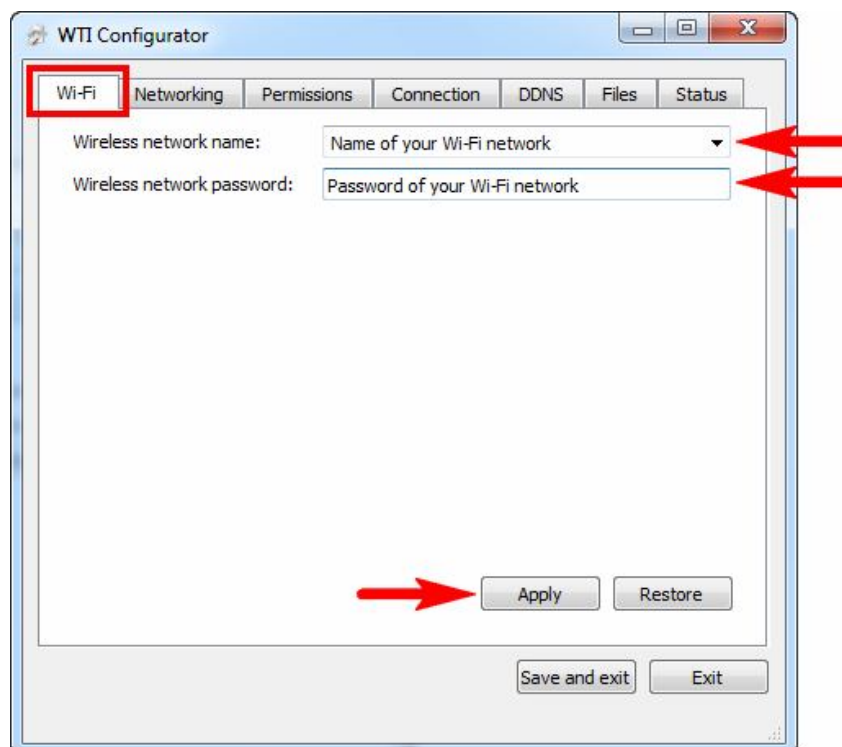 WTI Configurator
Wi-Fi Networking Permissions Connection DDNS Files Status
Wireless network name: Name of your Wi-Fi network
Wireless network password: Password of your Wi-Fi network
Apply Restore
Save and exit Exit